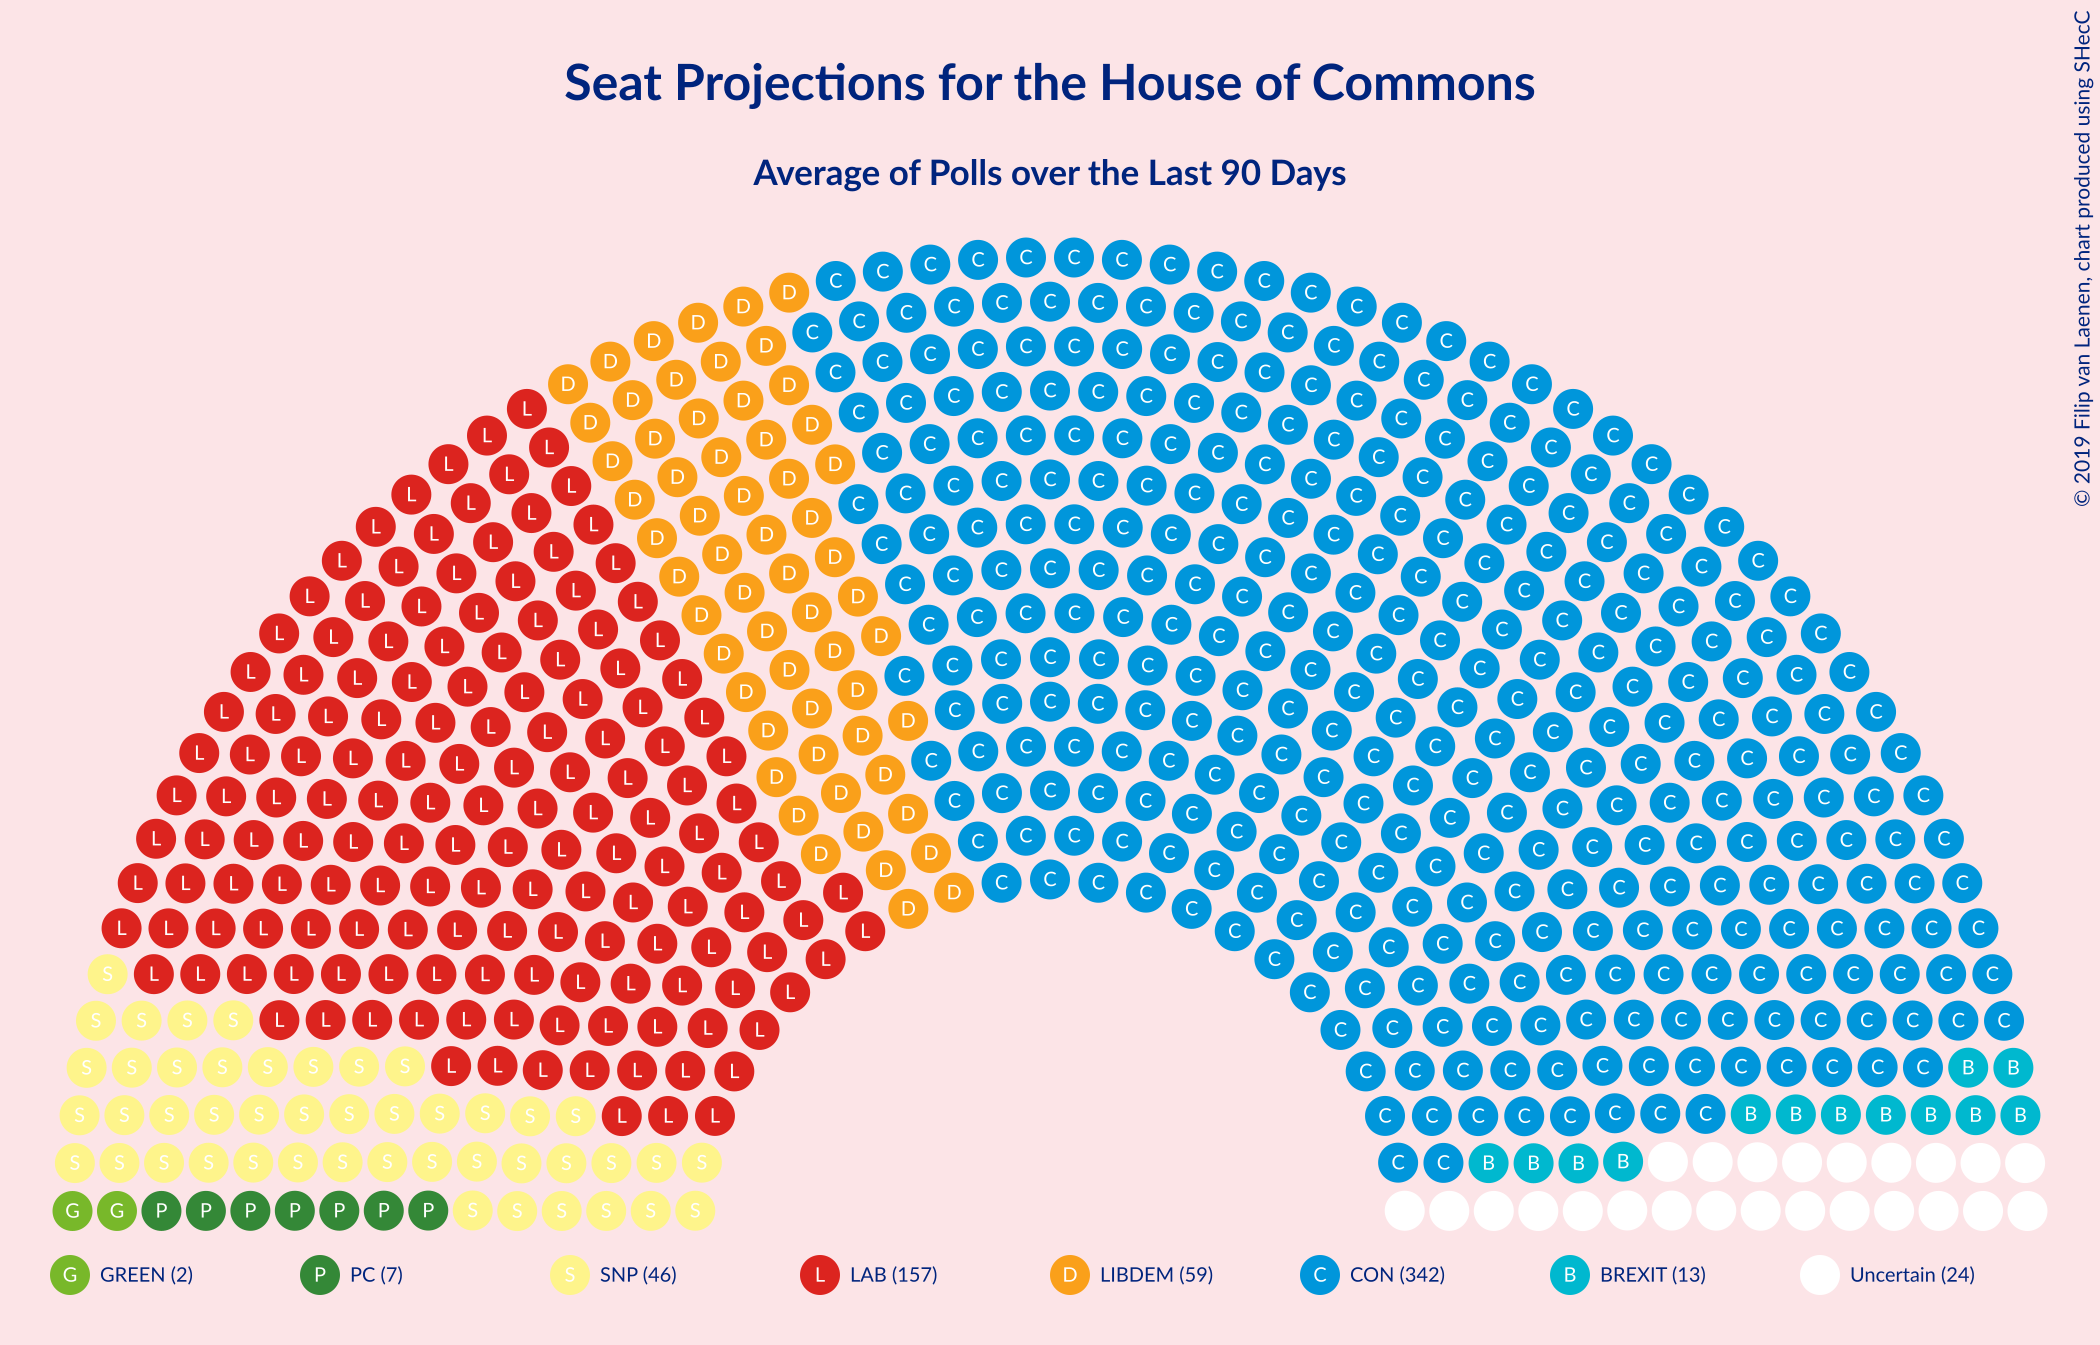 Seat Projections for the House of Commons
Average of Polls over the Last 90 Days
© 2019 Filip van Laenen, chart produced using SHecC
G GREEN (2)
P PC (7)
S SNP (46)
L LAB (157)
D LIBDEM (59)
C CON (342)
B BREXIT (13)
Uncertain (24)